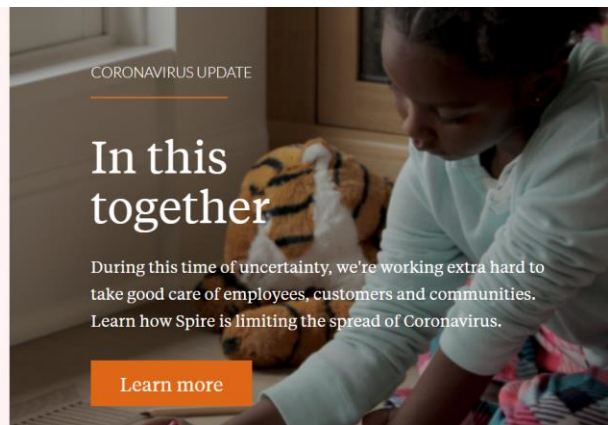 CORONAVIRUS UPDATE
In this
together
During this time of uncertainty, we're working extra hard to
take good care of employees, customers and communities.
Learn how Spire is limiting the spread of Coronavirus.
Learn more